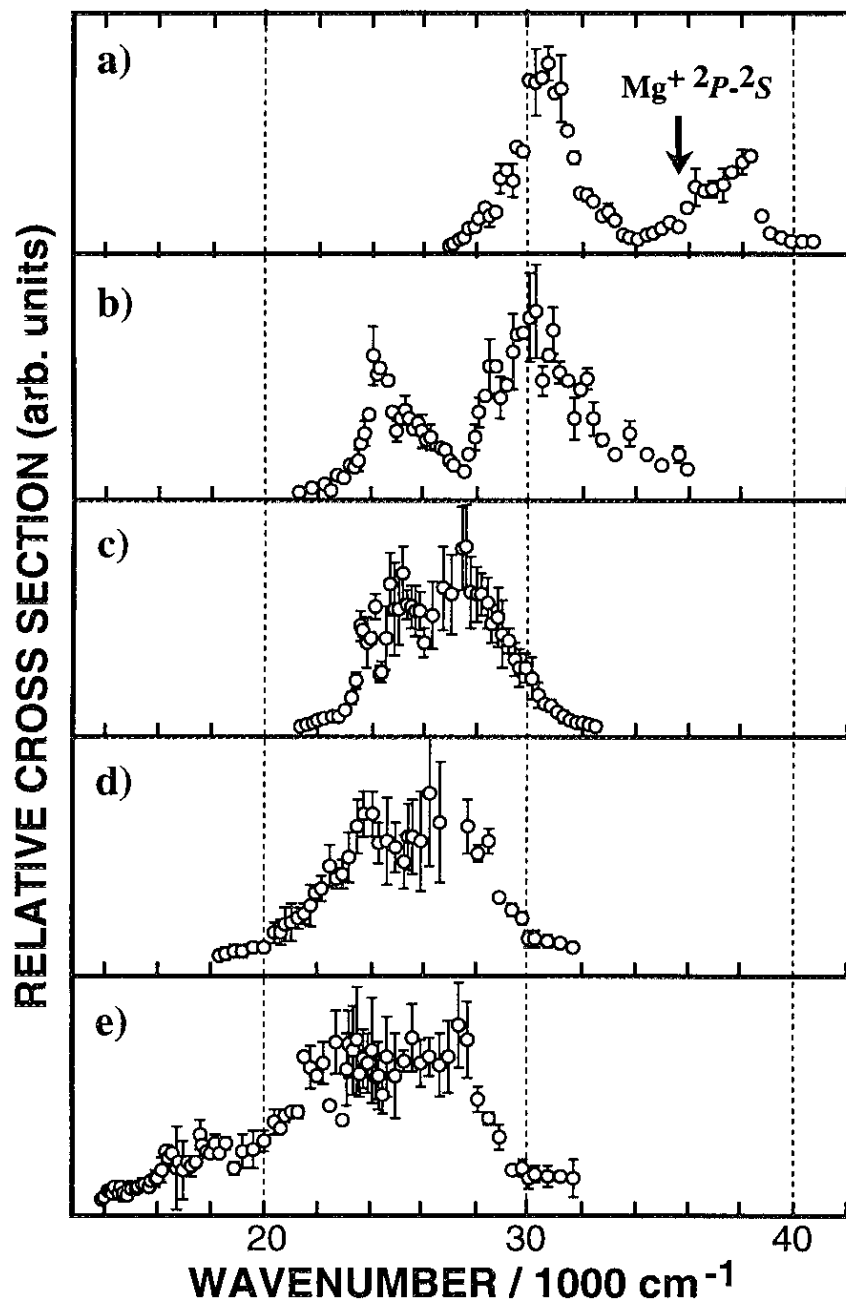 a)
Mg⁺ ²P-²S
b)
c)
d)
e)
RELATIVE CROSS SECTION (arb. units)
20 30 40
WAVENUMBER / 1000 cm⁻¹